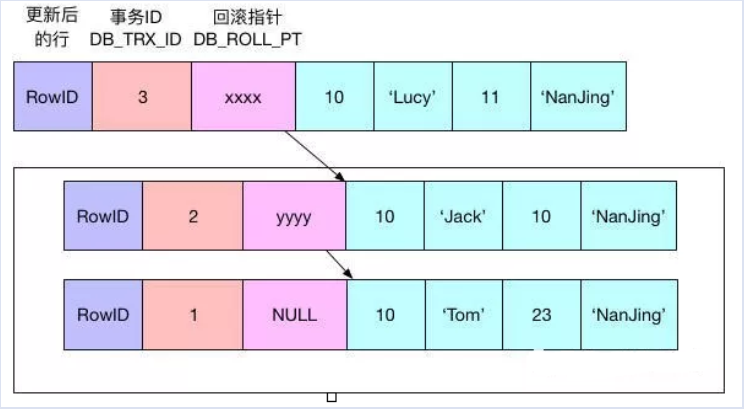 更新后
的行
事务ID
DB_TRX_ID
回滚指针
DB_ROLL_PT
RowID 3 xxxx 10 ‘Lucy’ 11 ‘NanJing’
RowID 2 yyyy 10 ‘Jack’ 10 ‘NanJing’
RowID 1 NULL 10 ‘Tom’ 23 ‘NanJing’